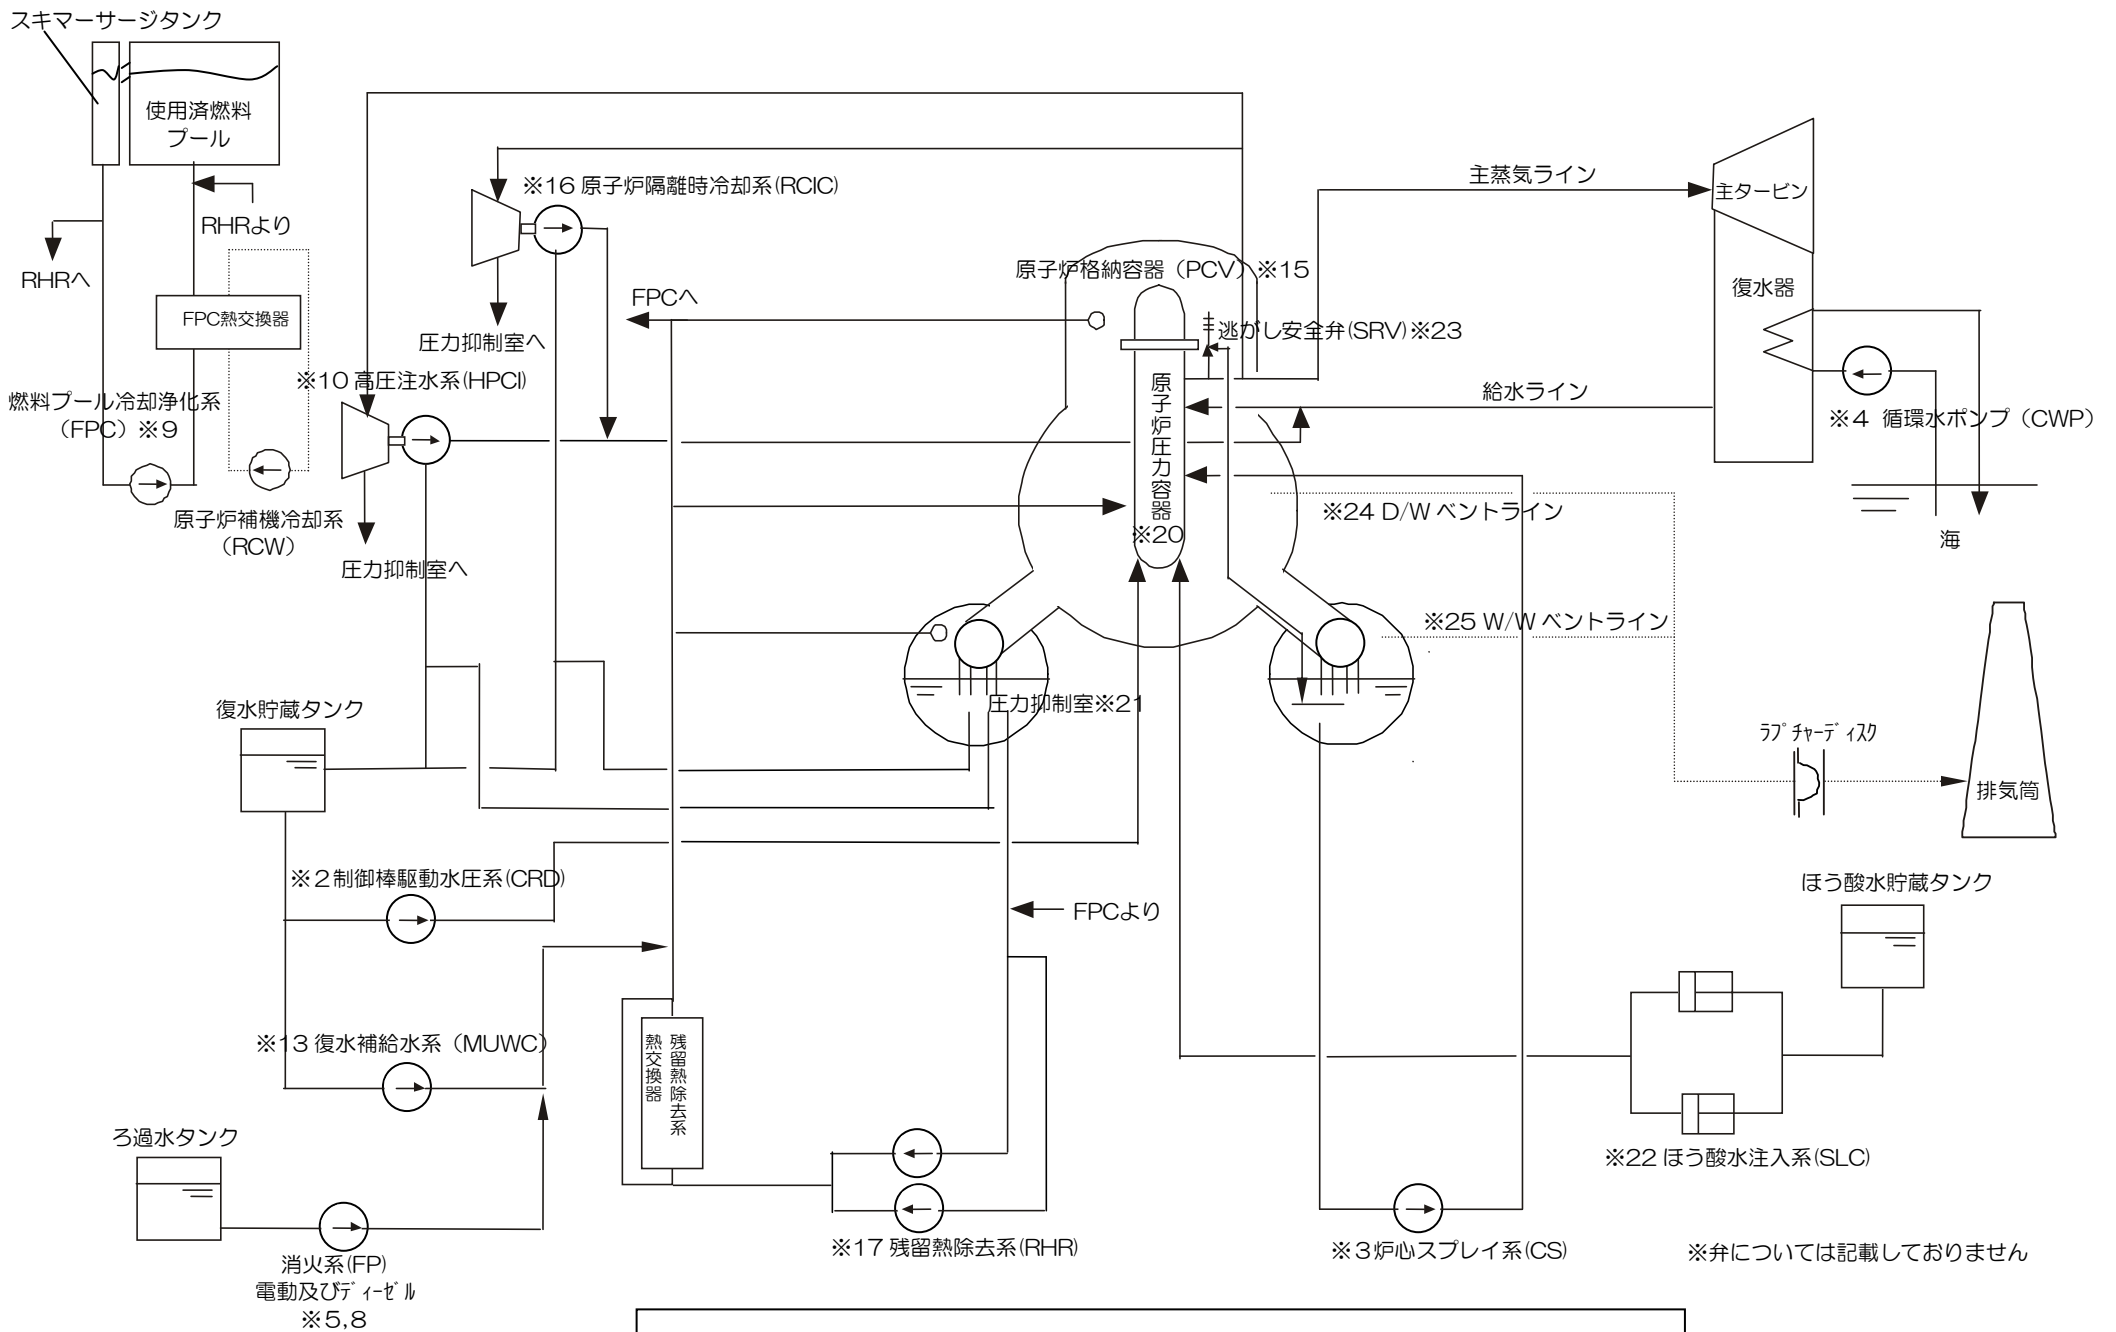 スキマーサージタンク
使用済燃料
プール
RHRより
RHRへ
FPC熱交換器
燃料プール冷却浄化系
（FPC）※9
原子炉補機冷却系
（RCW）
※16 原子炉隔離時冷却系(RCIC)
圧力抑制室へ
※10 高圧注水系(HPCI)
圧力抑制室へ
FPCへ
原子炉格納容器（PCV）※15
逃がし安全弁(SRV)※23
原子炉圧力容器
※20
主蒸気ライン
主タービン
復水器
給水ライン
※4 循環水ポンプ（CWP）
海
※24 D/W ベントライン
※25 W/W ベントライン
圧力抑制室※21
ﾗﾌﾟﾁｬｰﾃﾞｨｽｸ
排気筒
復水貯蔵タンク
※2制御棒駆動水圧系(CRD)
FPCより
ほう酸水貯蔵タンク
※13 復水補給水系（MUWC）
残留熱除去系
熱交換器
ろ過水タンク
消火系(FP)
電動及びﾃﾞｨｰｾﾞﾙ
※5,8
※17 残留熱除去系(RHR)
※3炉心スプレイ系(CS)
※22 ほう酸水注入系(SLC)
※弁については記載しておりません